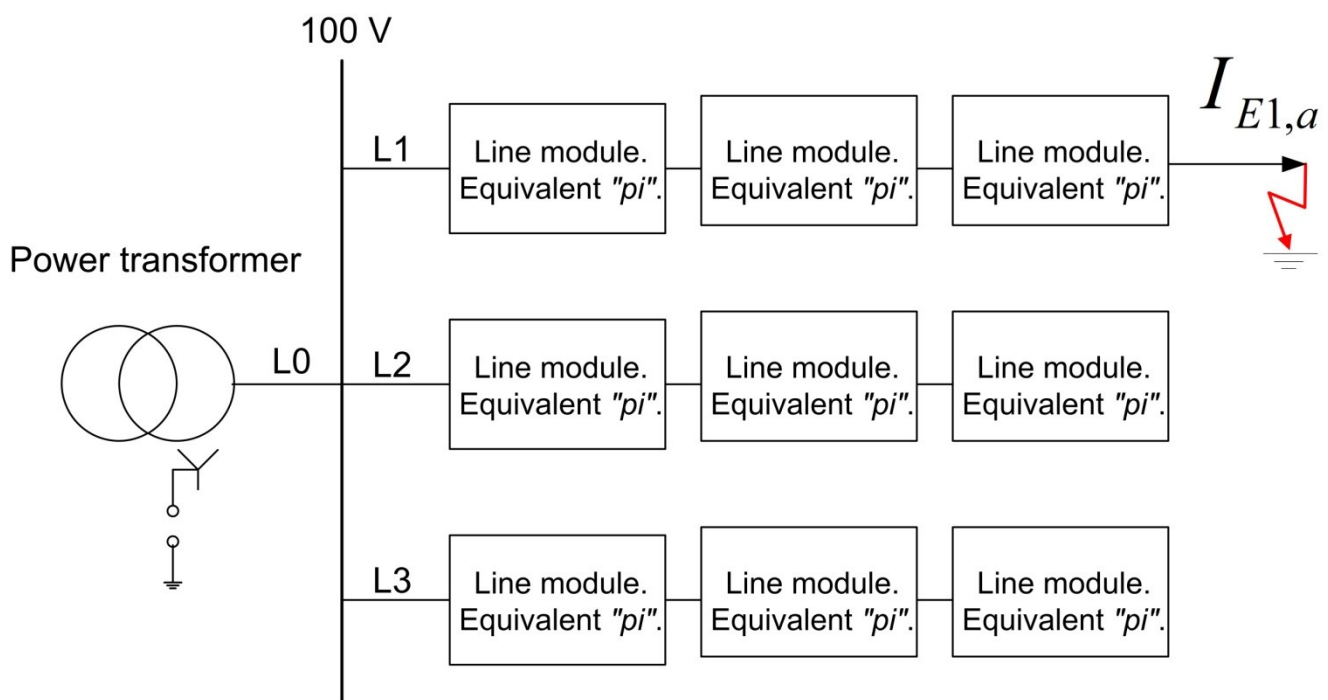 100 V
L1
Line module.
Equivalent "pi".
Line module.
Equivalent "pi".
Line module.
Equivalent "pi".
I E1,a
Power transformer
L0
L2
Line module.
Equivalent "pi".
Line module.
Equivalent "pi".
Line module.
Equivalent "pi".
L3
Line module.
Equivalent "pi".
Line module.
Equivalent "pi".
Line module.
Equivalent "pi".